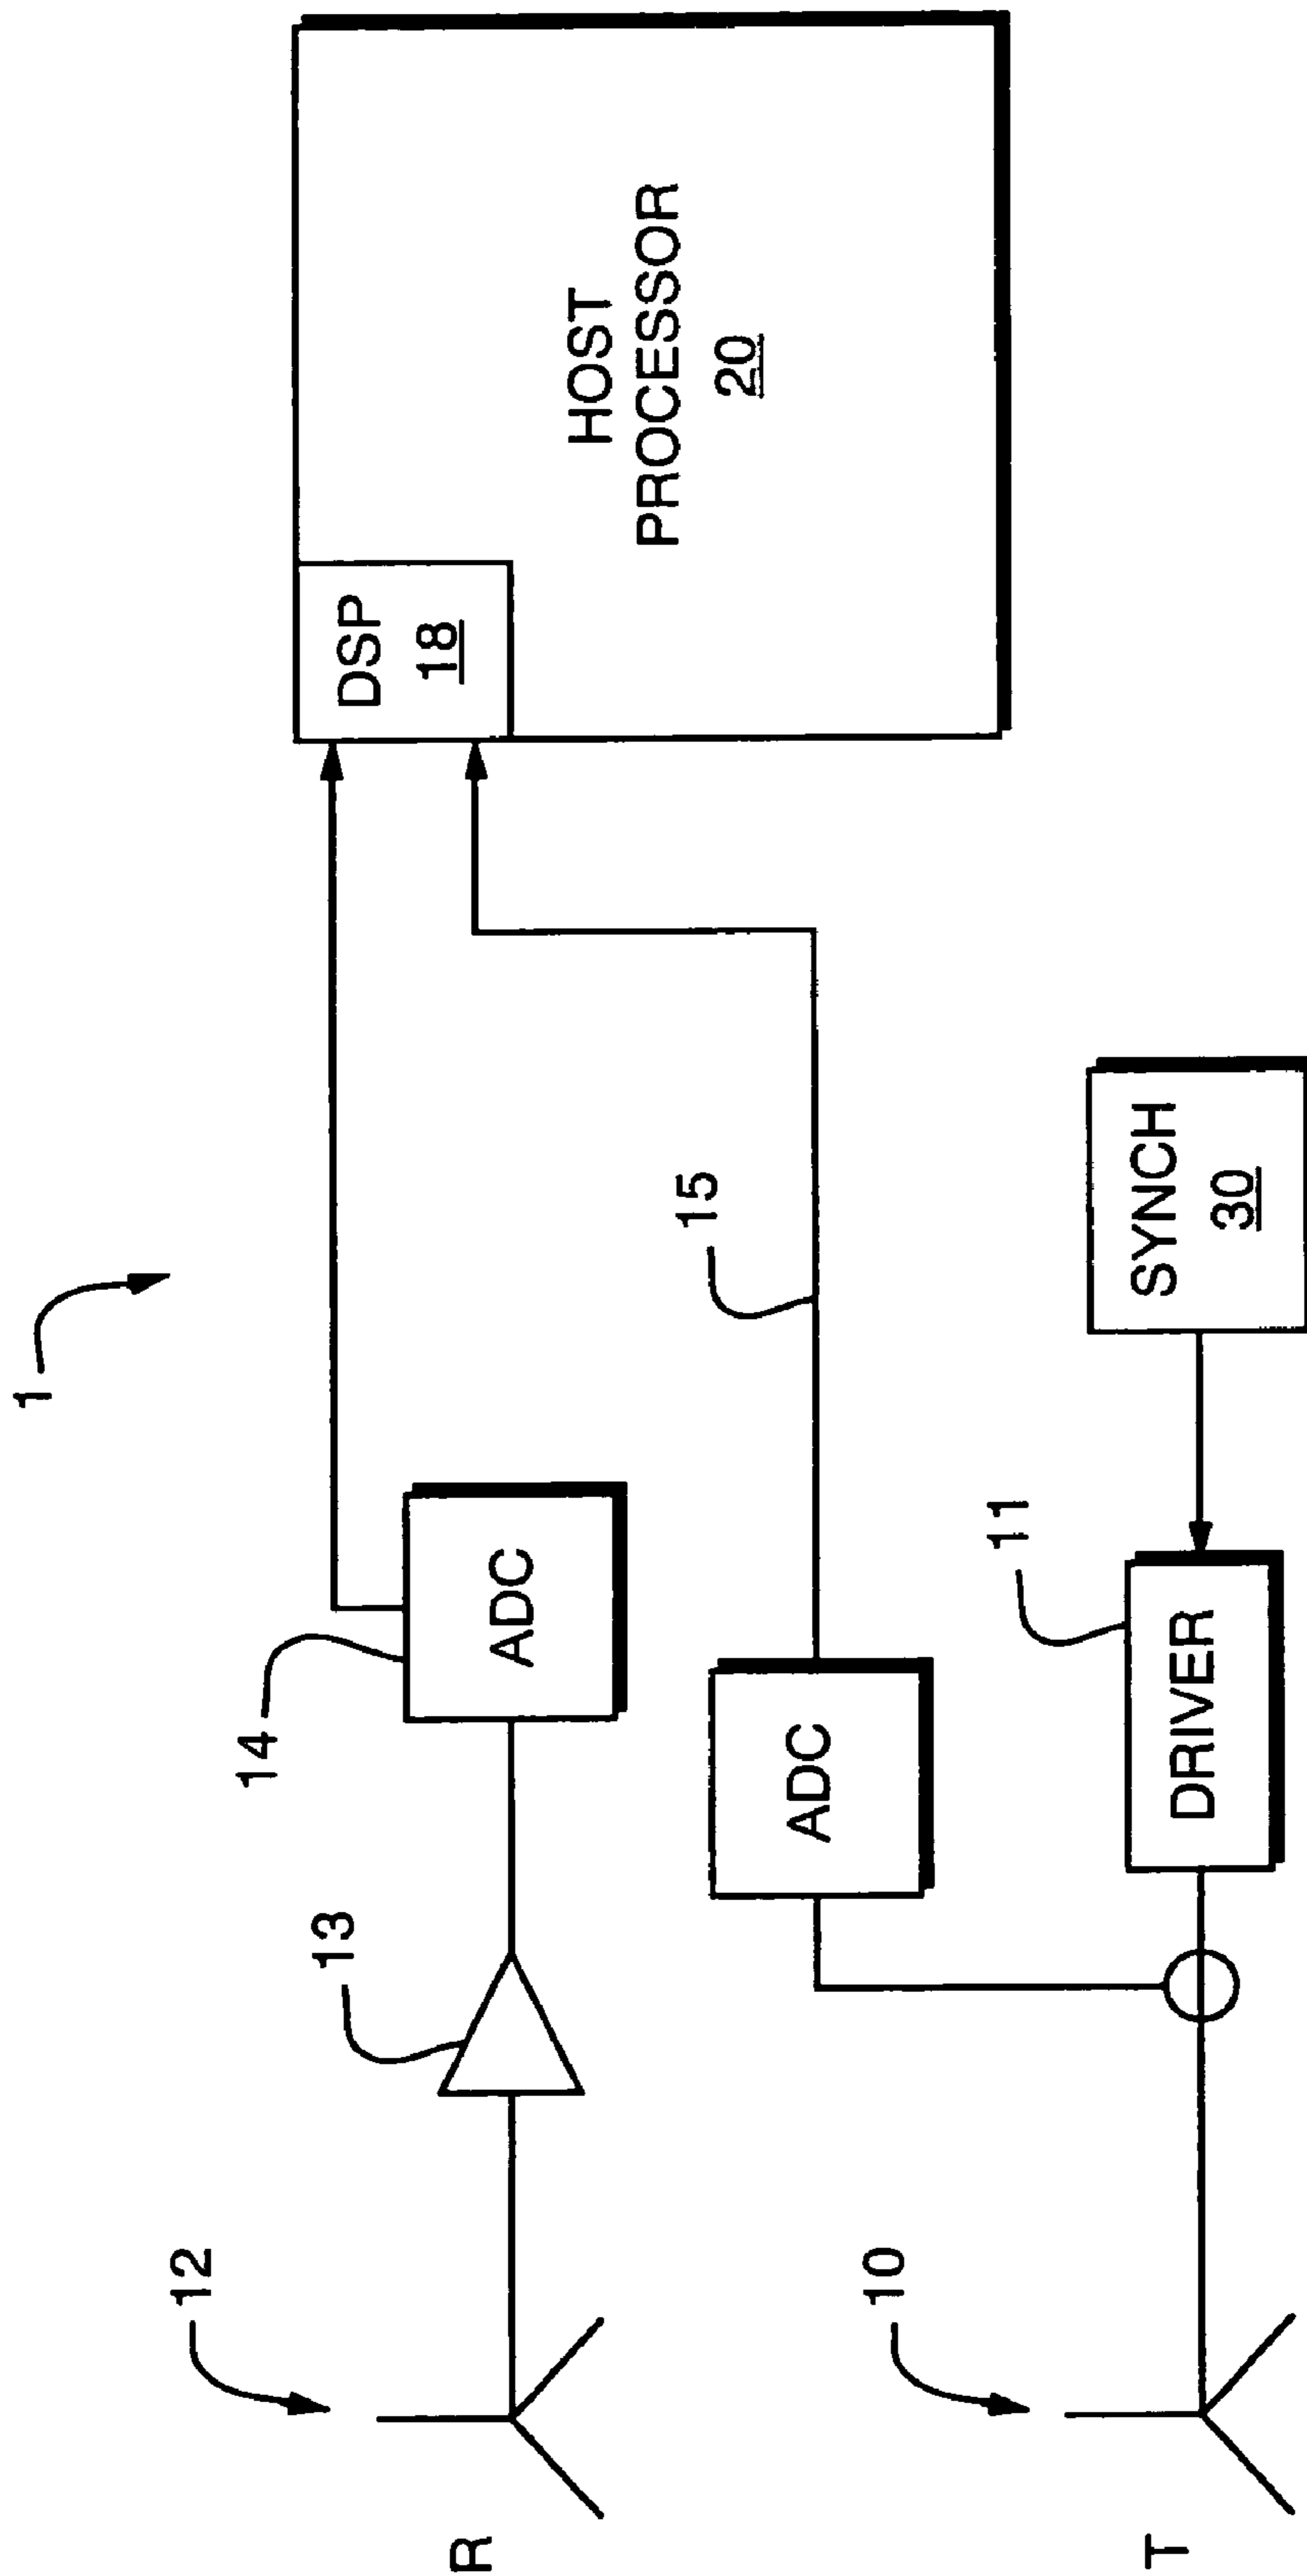 1
12
R
13
14
ADC
DSP
18
HOST
PROCESSOR
20
15
ADC
10
T
11
DRIVER
SYNCH
30